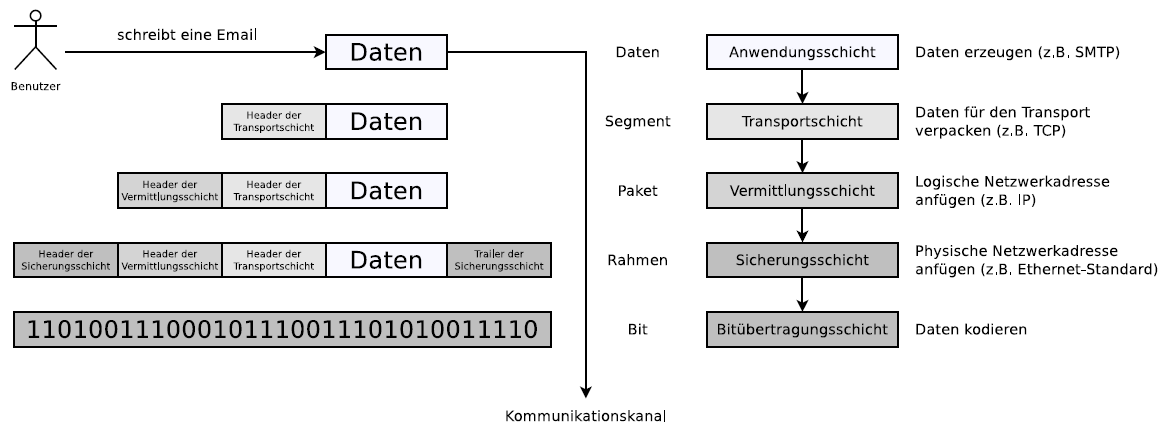 schreibt eine Email
Benutzer
Daten
Daten
Anwendungsschicht
Daten erzeugen (z.B. SMTP)
Header der
Transportschicht
Daten
Segment
Transportschicht
Daten für den Transport
verpacken (z.B. TCP)
Header der
Vermittlungsschicht
Header der
Transportschicht
Daten
Paket
Vermittlungsschicht
Logische Netzwerkadresse
anfügen (z.B. IP)
Header der
Sicherungsschicht
Header der
Vermittlungsschicht
Header der
Transportschicht
Daten
Trailer der
Sicherungsschicht
Rahmen
Sicherungsschicht
Physische Netzwerkadresse
anfügen (z.B. Ethernet-Standard)
110100111000101110011101010011110
Bit
Bitübertragungsschicht
Daten kodieren
Kommunikationskanal